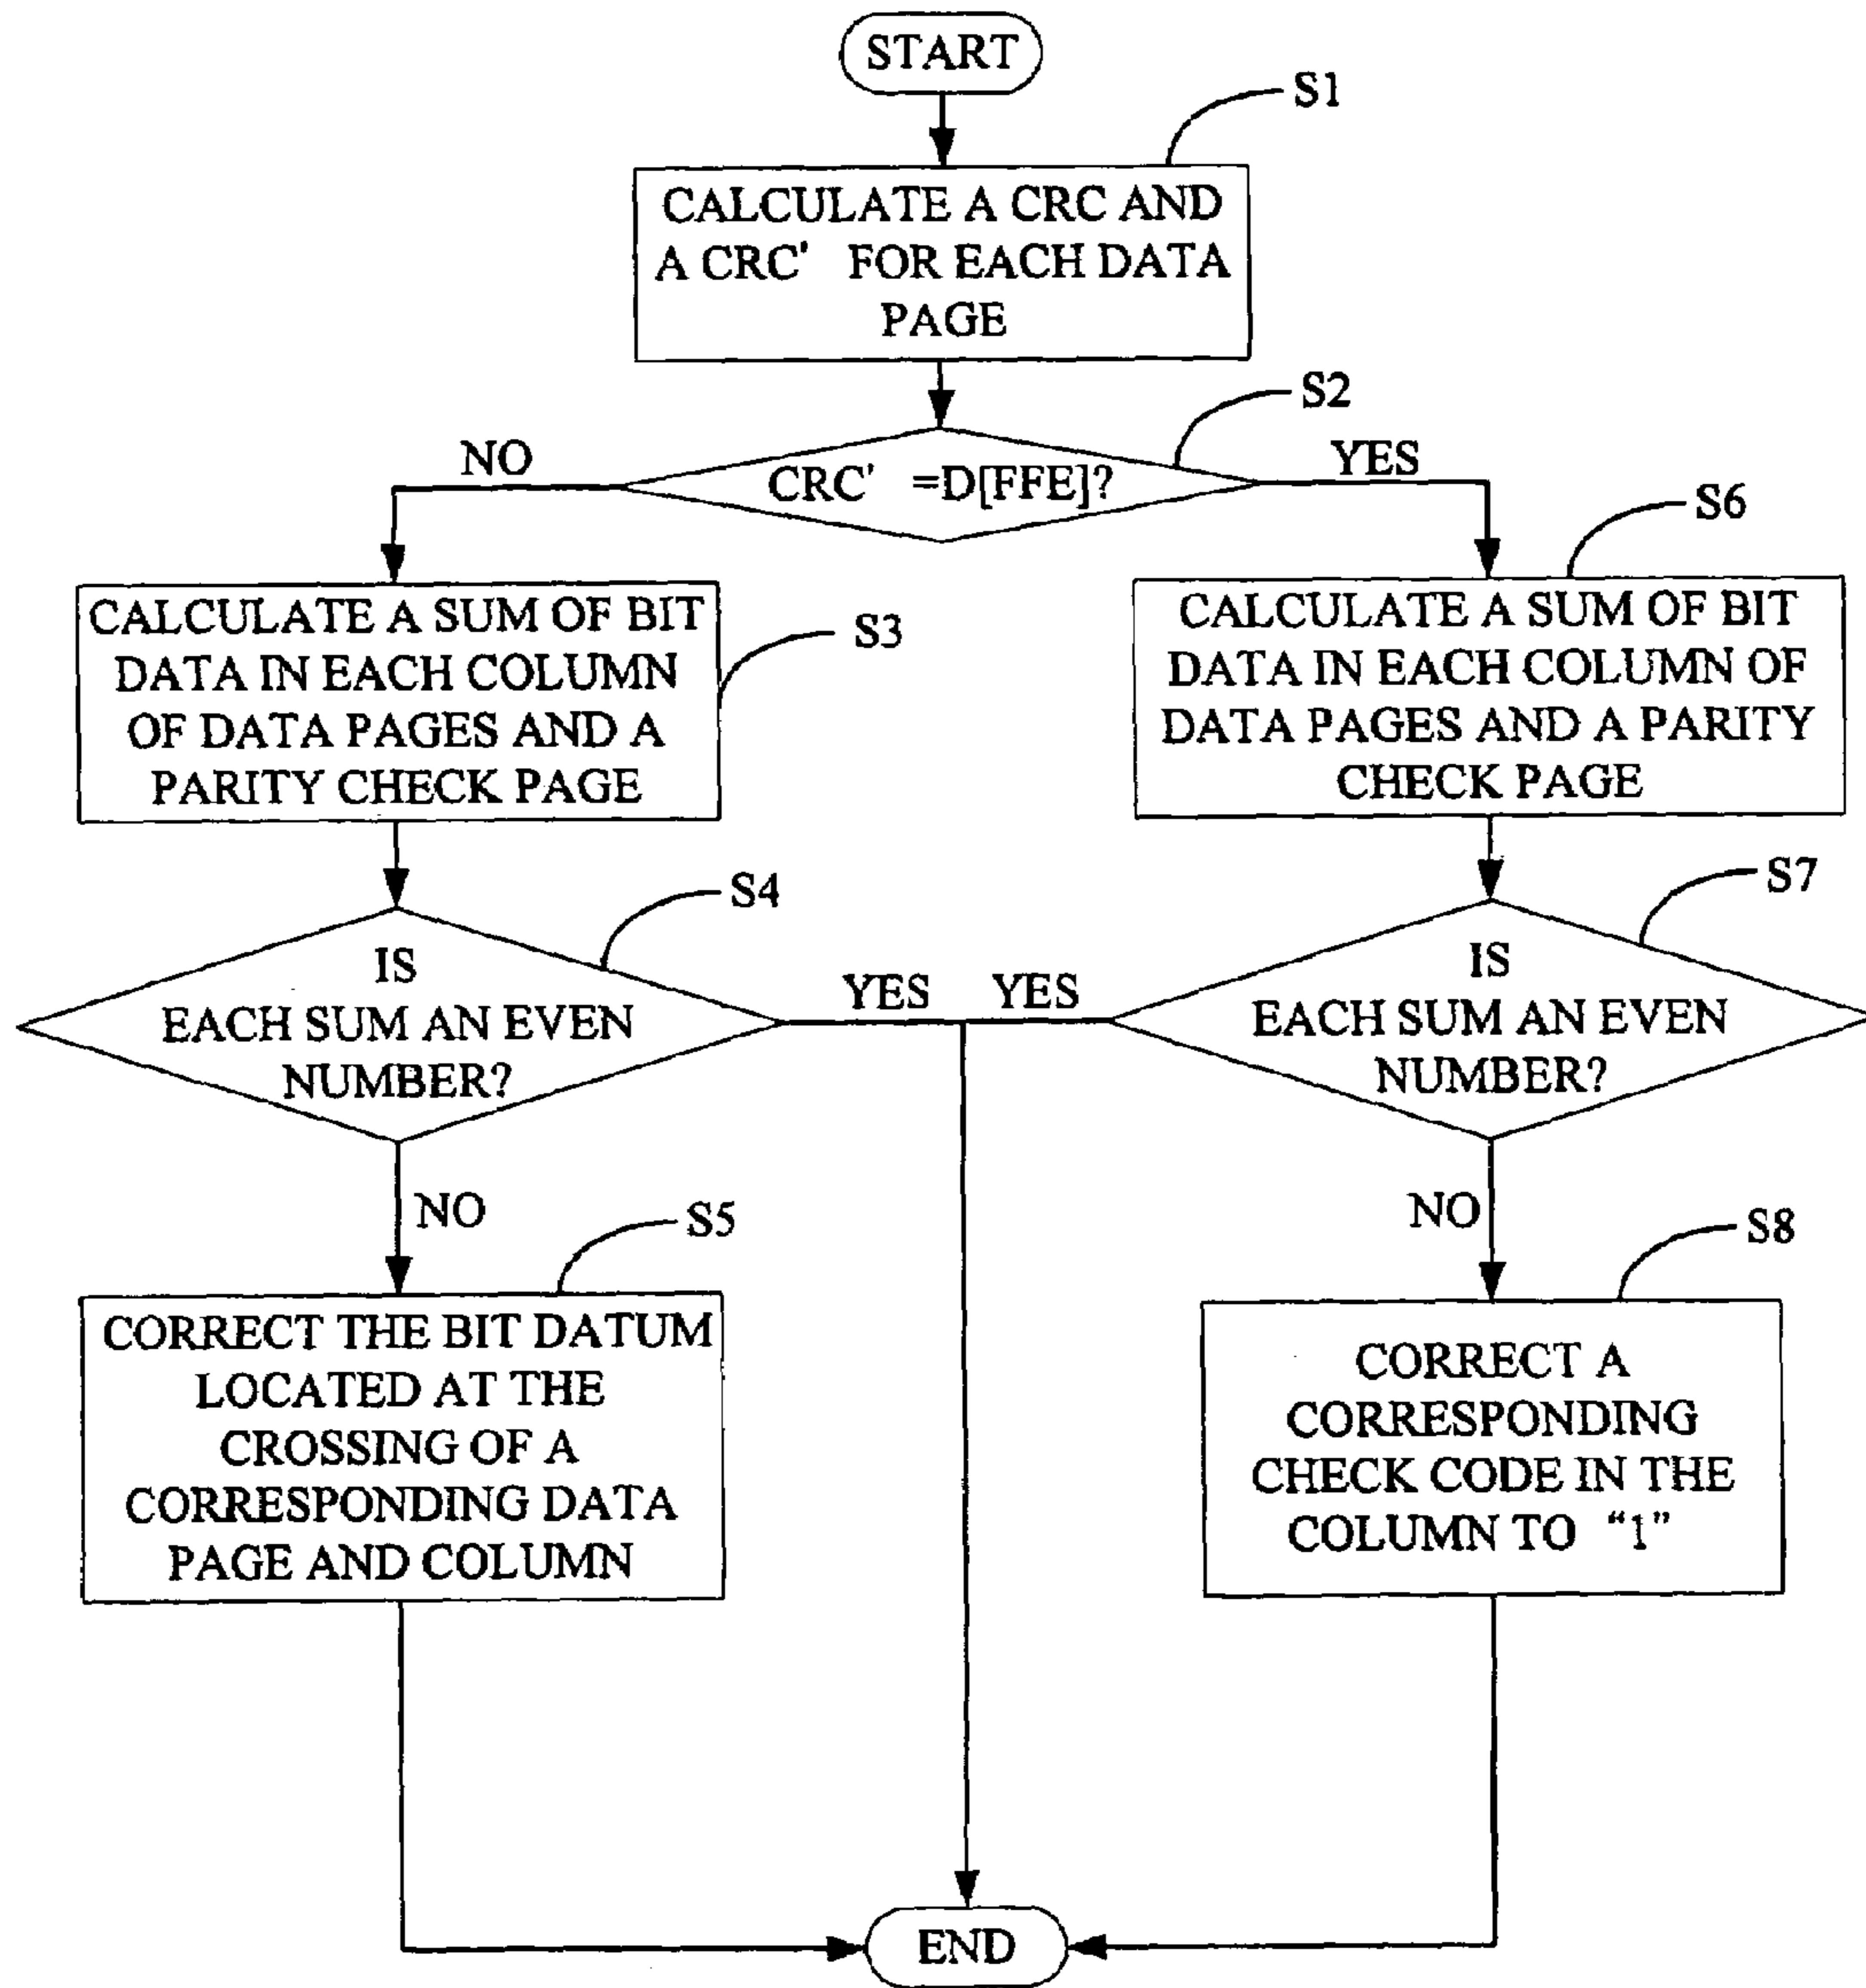 START
S1
CALCULATE A CRC AND
A CRC' FOR EACH DATA
PAGE
S2
NO
CRC' =D[FFE]?
YES
S6
CALCULATE A SUM OF BIT
DATA IN EACH COLUMN
OF DATA PAGES AND A
PARITY CHECK PAGE
S3
CALCULATE A SUM OF BIT
DATA IN EACH COLUMN OF
DATA PAGES AND A PARITY
CHECK PAGE
S4
IS
EACH SUM AN EVEN
NUMBER?
YES
YES
S7
IS
EACH SUM AN EVEN
NUMBER?
NO
S5
CORRECT THE BIT DATUM
LOCATED AT THE
CROSSING OF A
CORRESPONDING DATA
PAGE AND COLUMN
NO
S8
CORRECT A
CORRESPONDING
CHECK CODE IN THE
COLUMN TO “1”
END